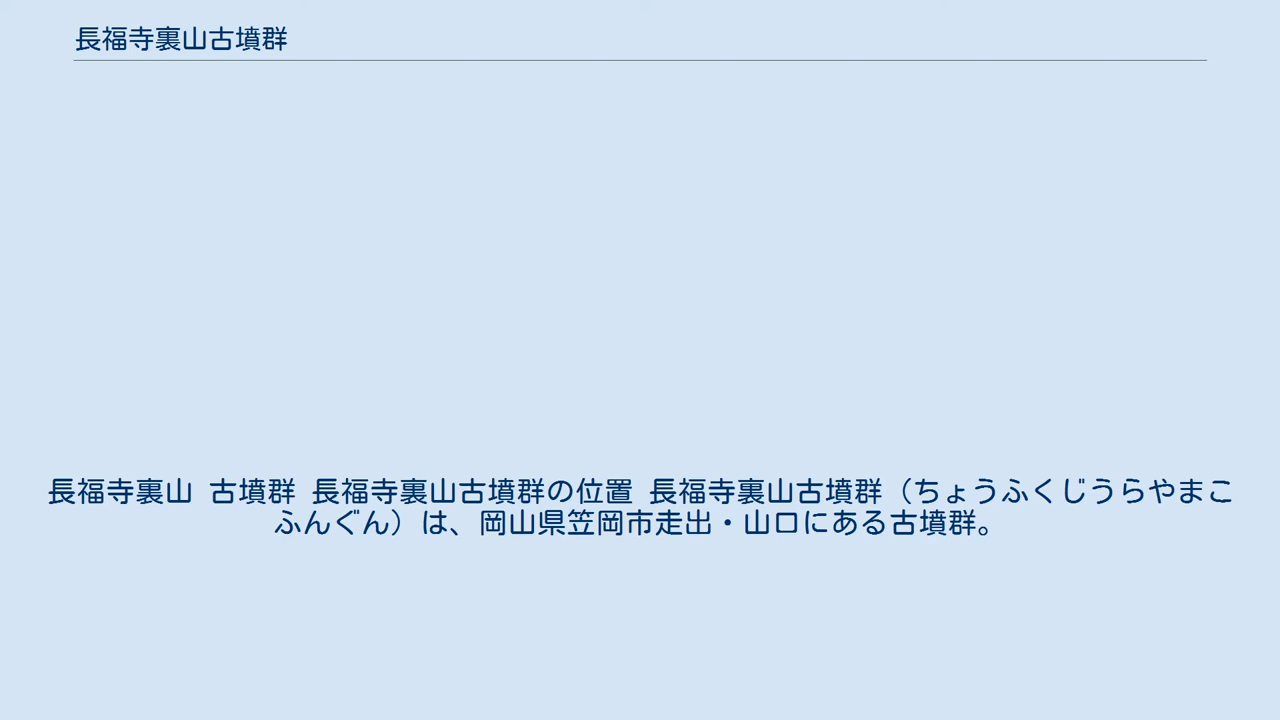 長福寺裏山古墳群
長福寺裏山 古墳群 長福寺裏山古墳群の位置 長福寺裏山古墳群（ちょうふくじうらやまこ
ふんぐん）は、岡山県笠岡市走出・山口にある古墳群。